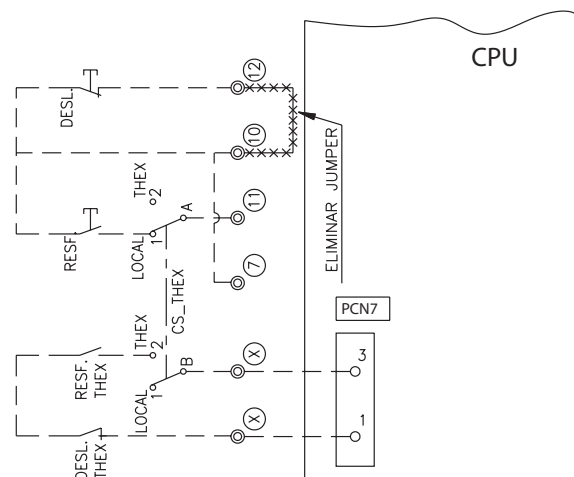 CPU
12
DESL.
10
ELIMINAR JUMPER
THEX
2
A
11
RESF.
LOCAL
1
7
CS_THEX
PCN7
THEX
2
B
X
3
RESF.
THEX
LOCAL
1
X
1
DESL.
THEX